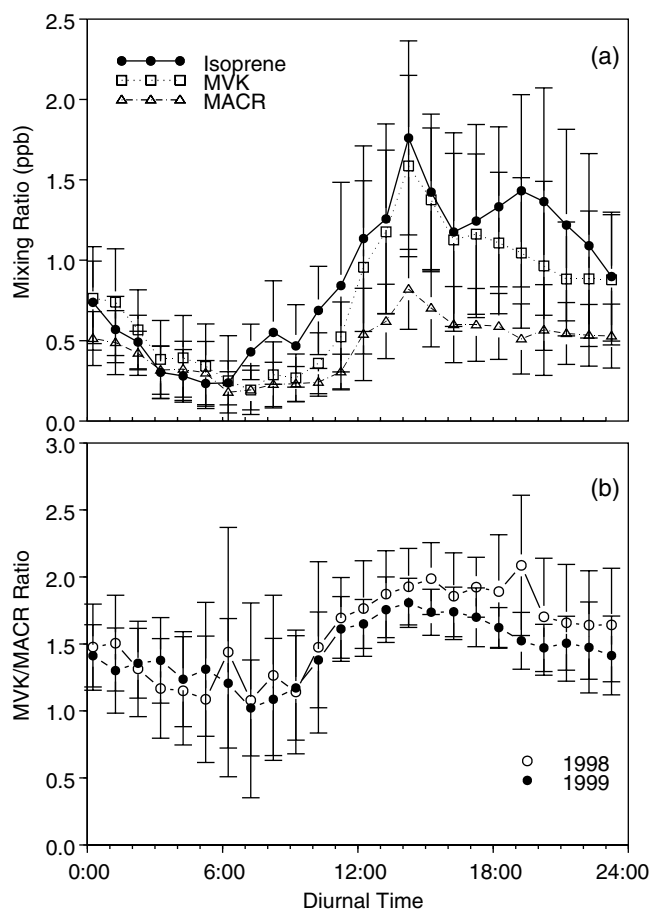 2.5
2.0
1.5
1.0
0.5
0.0
Mixing Ratio (ppb)
(a)
Isoprene
MVK
MACR
3.0
2.5
2.0
1.5
1.0
0.5
0.0
MVK/MACR Ratio
(b)
1998
1999
0:00 6:00 12:00 18:00 24:00
Diurnal Time